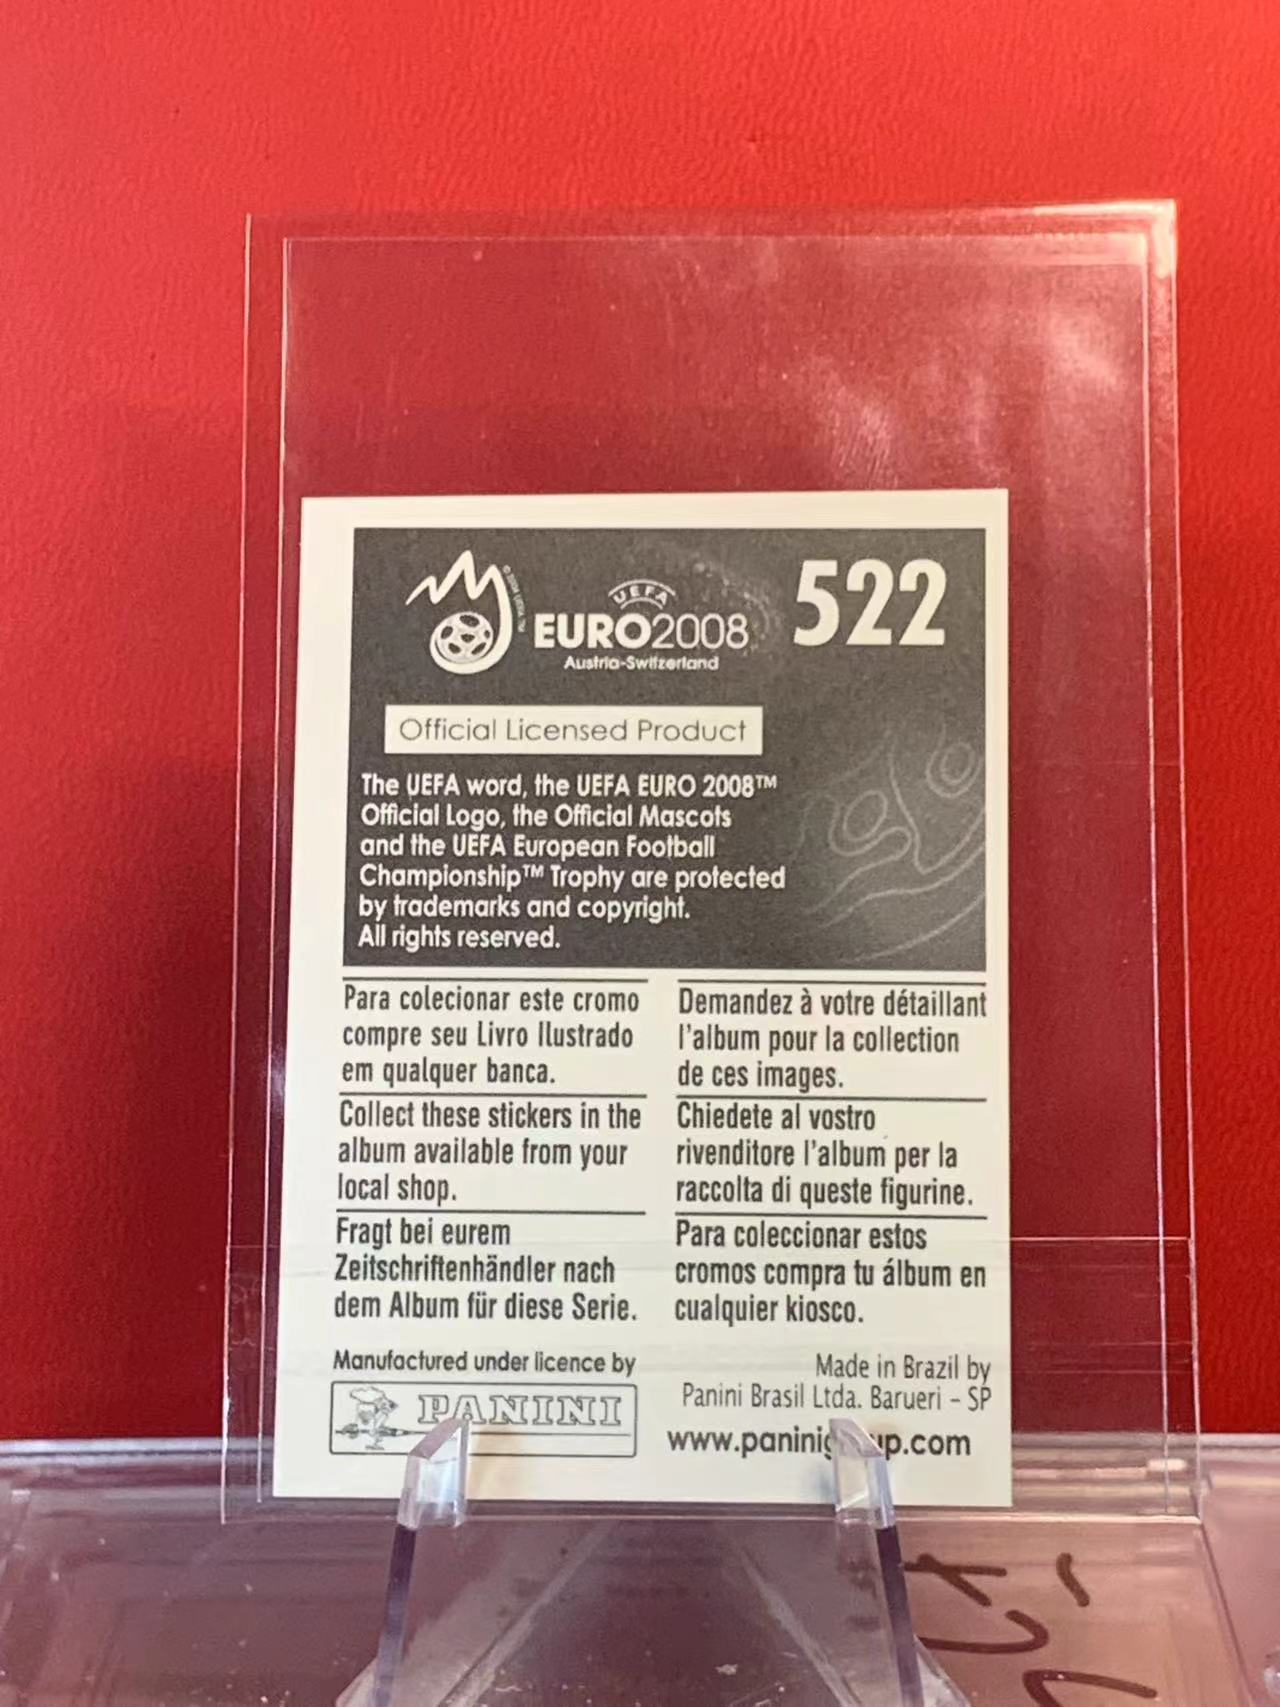 522
UEFA
EURO2008
Austria-Switzerland
Official Licensed Product
The UEFA word, the UEFA EURO 2008™
Official Logo, the Official Mascots
and the UEFA European Football
Championship™ Trophy are protected
by trademarks and copyright.
All rights reserved.
Para colecionar este cromo
compre seu Livro Ilustrado
em qualquer banca.
Demandez à votre détaillant
l'album pour la collection
de ces images.
Collect these stickers in the
album available from your
local shop.
Chiedete al vostro
rivenditore l'album per la
raccolta di queste figurine.
Fragt bei eurem
Zeitschriftenhändler nach
dem Album für diese Serie.
Para coleccionar estos
cromos compra tu álbum en
cualquier kiosco.
Manufactured under licence by
PANINI
Made in Brazil by
Panini Brasil Ltda. Barueri - SP